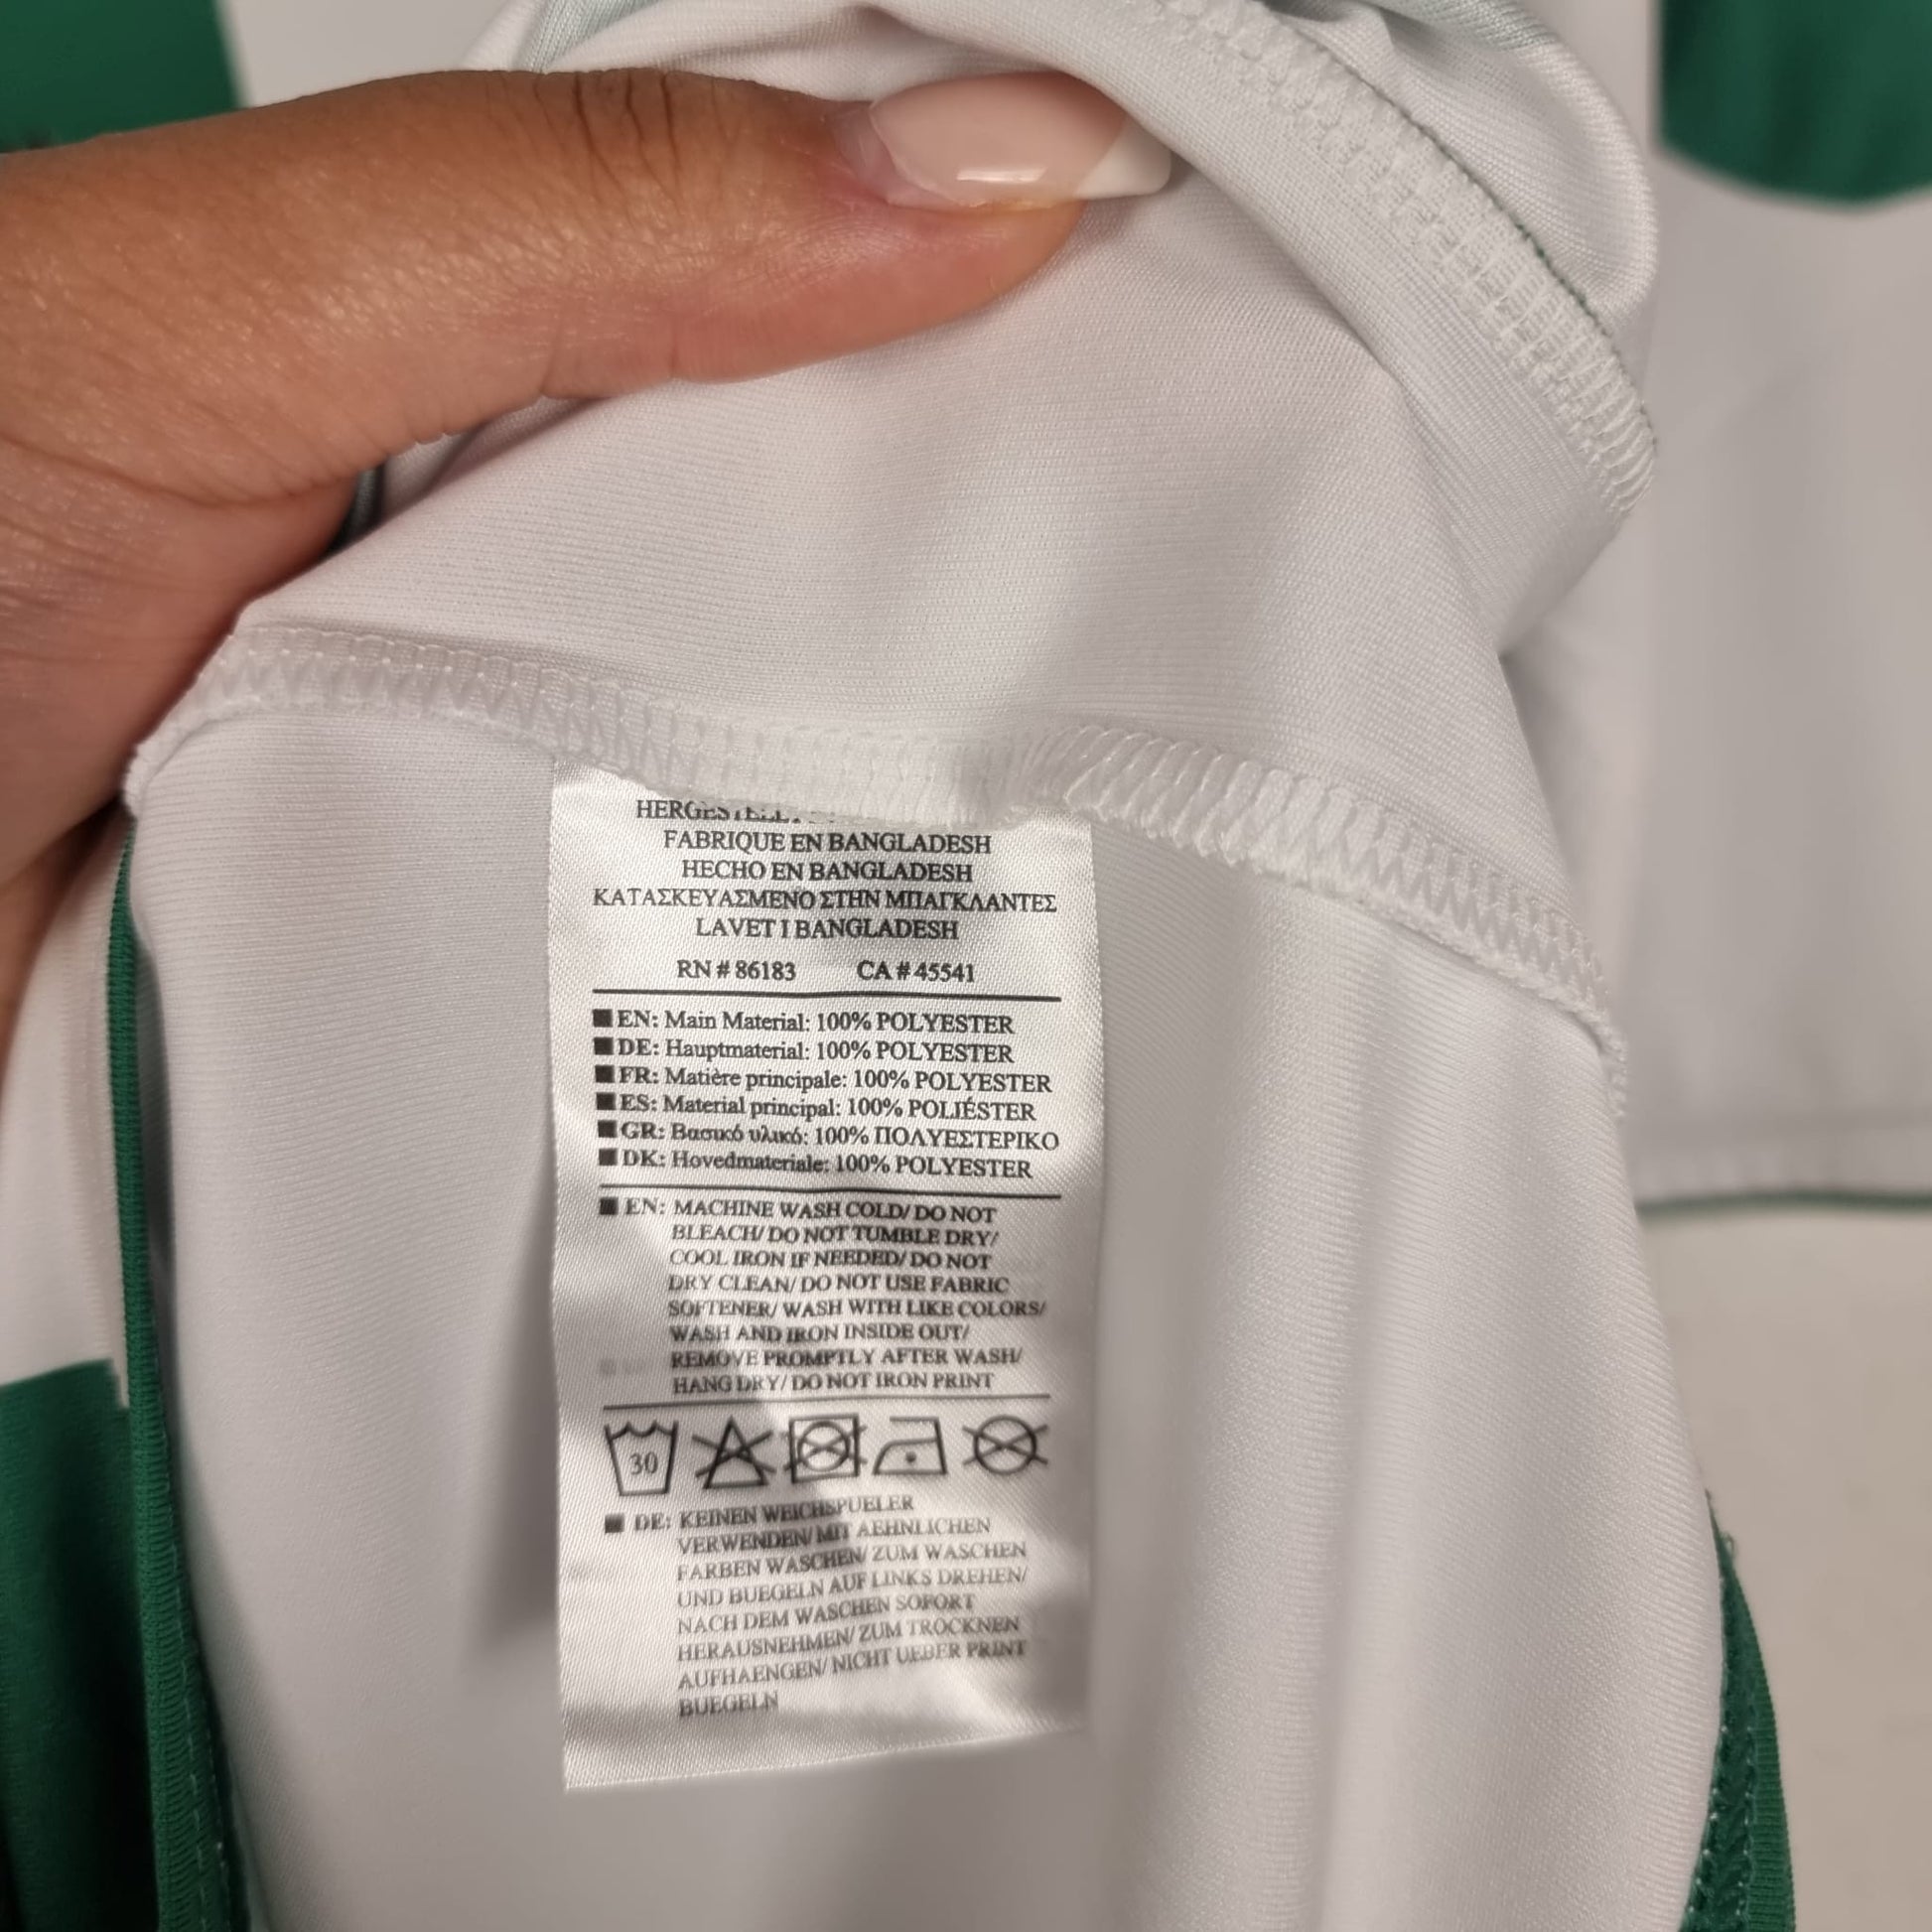 FABRIQUE EN BANGLADESH
HECHO EN BANGLADESH
ΚΑΤΑΣΚΕΥΑΣΜΕΝΟ ΣΤΗΝ ΜΠΑΓΚΛΑΝΤΕΣ
LAVET I BANGLADESH
RN # 86183 CA # 45541
EN: Main Material: 100% POLYESTER
DE: Hauptmaterial: 100% POLYESTER
FR: Matière principale: 100% POLYESTER
ES: Material principal: 100% POLIÉSTER
GR: Βασικό υλικό: 100% ΠΟΛΥΕΣΤΕΡΙΚΟ
DK: Hovedmateriale: 100% POLYESTER
EN: MACHINE WASH COLD/ DO NOT
BLEACH/ DO NOT TUMBLE DRY/
COOL IRON IF NEEDED/ DO NOT
DRY CLEAN/ DO NOT USE FABRIC
SOFTENER/ WASH WITH LIKE COLORS/
WASH AND IRON INSIDE OUT/
REMOVE PROMPTLY AFTER WASH/
HANG DRY/ DO NOT IRON PRINT
30
DE: KEINEN WEICHSPUELER
VERWENDEN/ MIT AEHNLICHEN
FARBEN WASCHEN/ ZUM WASCHEN
UND BUEGELN AUF LINKS DREHEN/
NACH DEM WASCHEN SOFORT
HERAUSNEHMEN/ ZUM TROCKNEN
AUFHAENGEN/ NICHT UEBER PRINT
BUEGELN